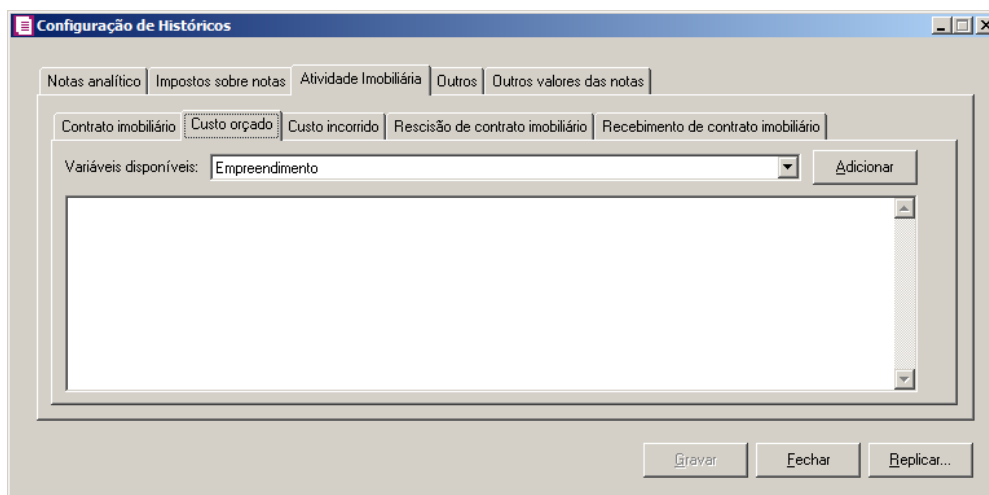 Configuração de Históricos
Notas analítico Impostos sobre notas Atividade Imobiliária Outros Outros valores das notas
Contrato imobiliário Custo orçado Custo incorrido Rescisão de contrato imobiliário Recebimento de contrato imobiliário
Variáveis disponíveis: Empreendimento Adicionar
Gravar Fechar Replicar...